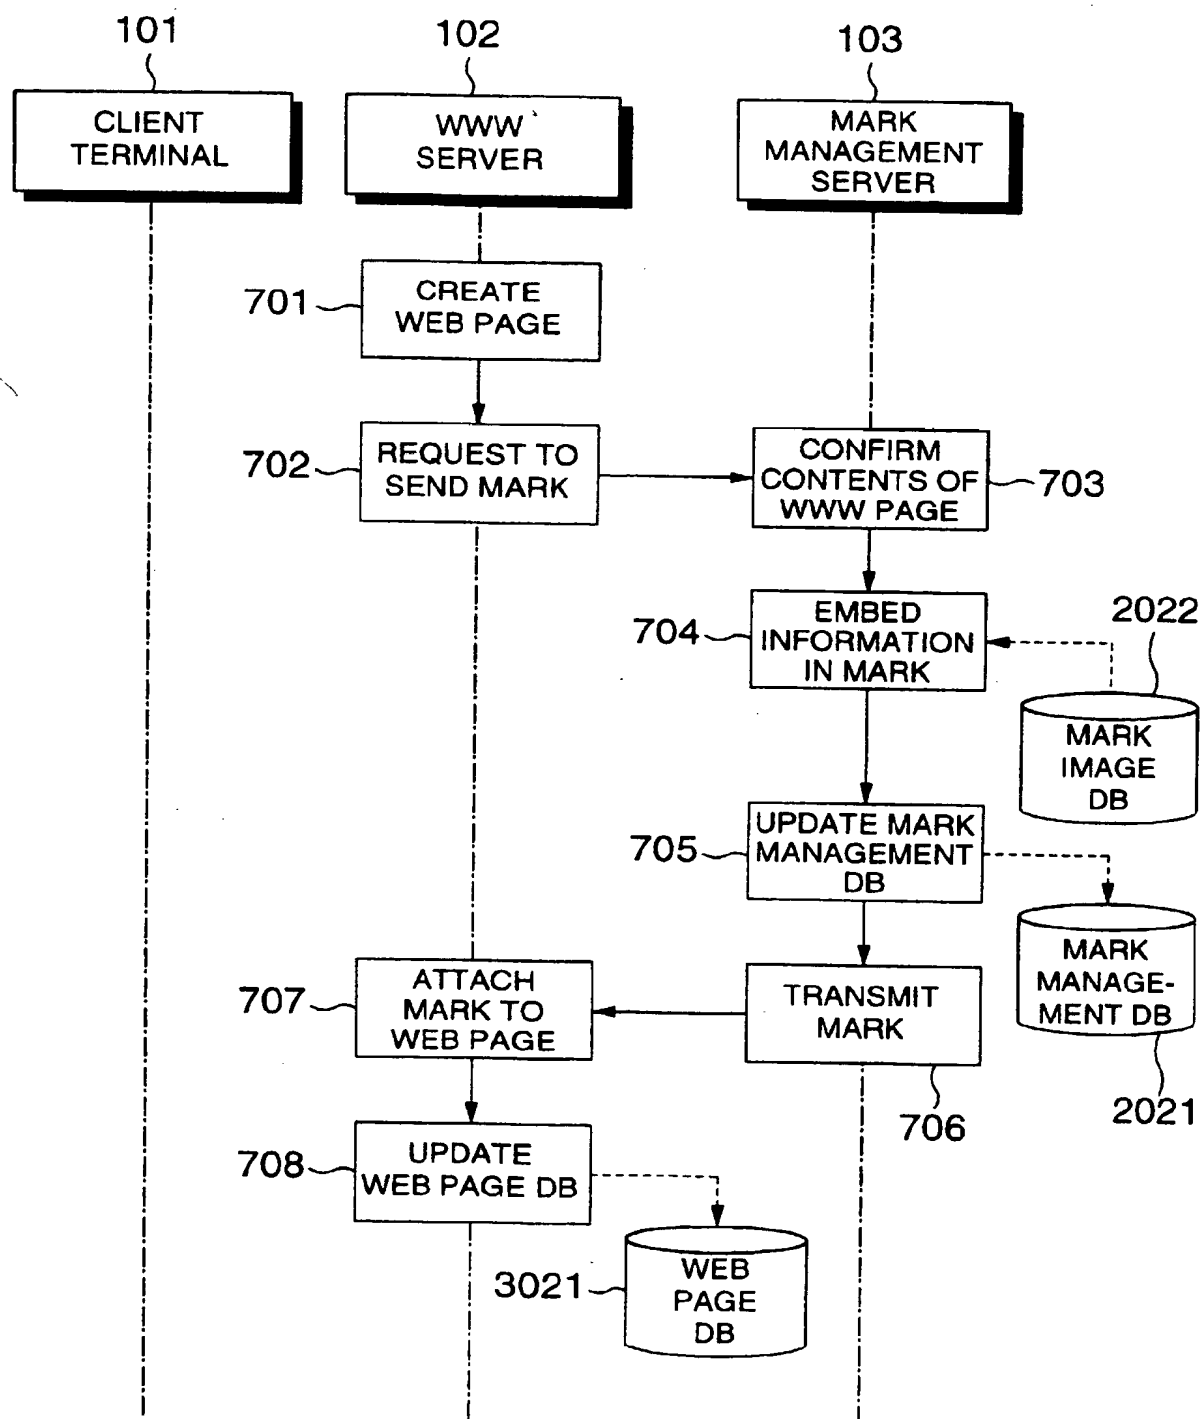 101
102
103
CLIENT
TERMINAL
WWW
SERVER
MARK
MANAGEMENT
SERVER
701
CREATE
WEB PAGE
702
REQUEST TO
SEND MARK
CONFIRM
CONTENTS OF
WWW PAGE
703
704
EMBED
INFORMATION
IN MARK
2022
MARK
IMAGE
DB
705
UPDATE MARK
MANAGEMENT
DB
MARK
MANAGE-
MENT DB
2021
707
ATTACH
MARK TO
WEB PAGE
TRANSMIT
MARK
706
708
UPDATE
WEB PAGE DB
3021
WEB
PAGE
DB